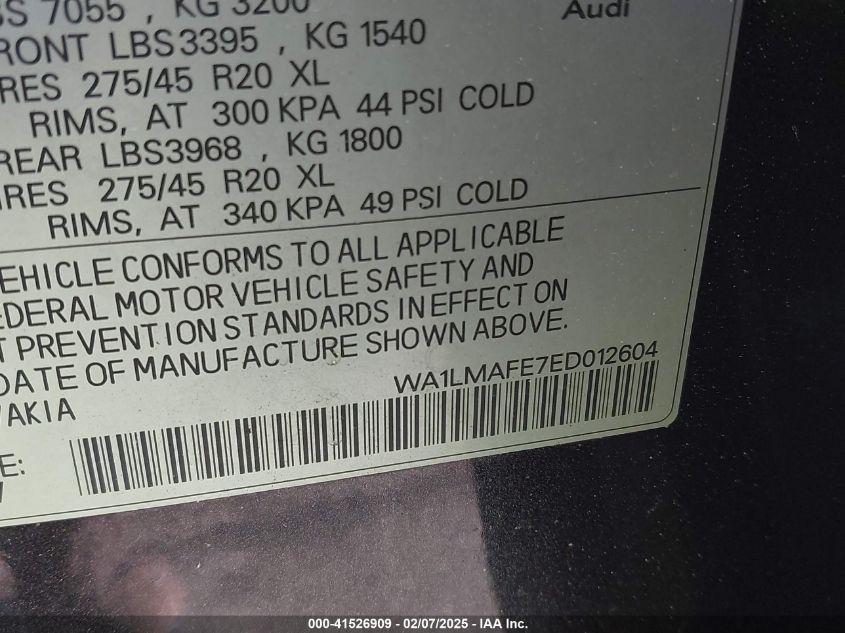 S 7055 , KG 3200
Audi
RONT LBS3395 , KG 1540
RES 275/45 R20 XL
RIMS, AT 300 KPA 44 PSI COLD
REAR LBS3968 , KG 1800
IRES 275/45 R20 XL
RIMS, AT 340 KPA 49 PSI COLD
EHICLE CONFORMS TO ALL APPLICABLE
EDERAL MOTOR VEHICLE SAFETY AND
T PREVENTION STANDARDS IN EFFECT ON
DATE OF MANUFACTURE SHOWN ABOVE.
WA1LMAFE7ED012604
AKIA
E:
000-41526909 - 02/07/2025 - IAA Inc.